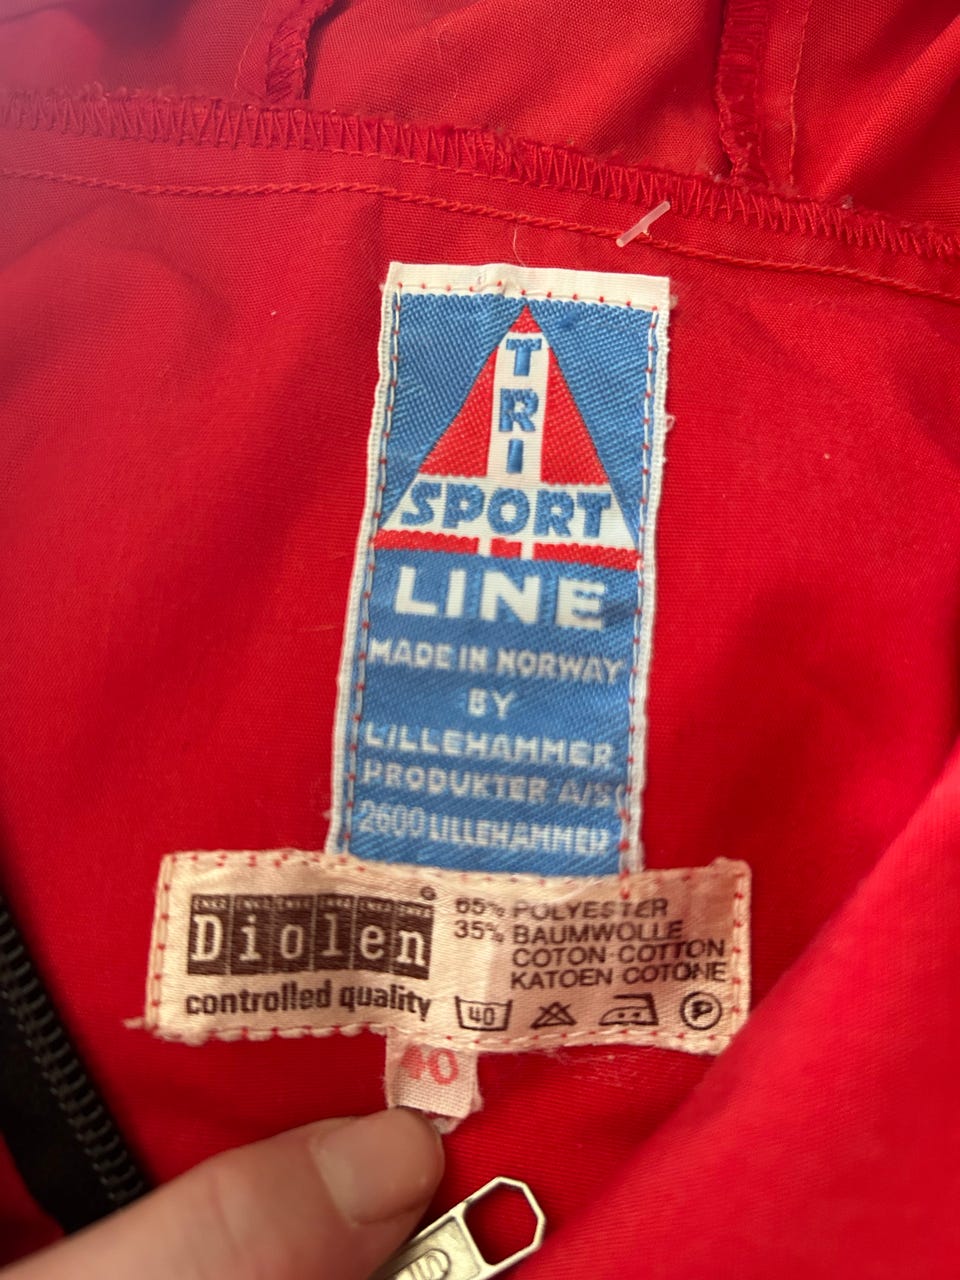 TRI
SPORT
LINE
MADE IN NORWAY
BY
LILLEHAMMER
PRODUKTER A/S
2600 LILLEHAMMER
Diolen
controlled quality
65% POLYESTER
35% BAUMWOLLE
COTON COTTON
KATOEN COTONE
40
P
40